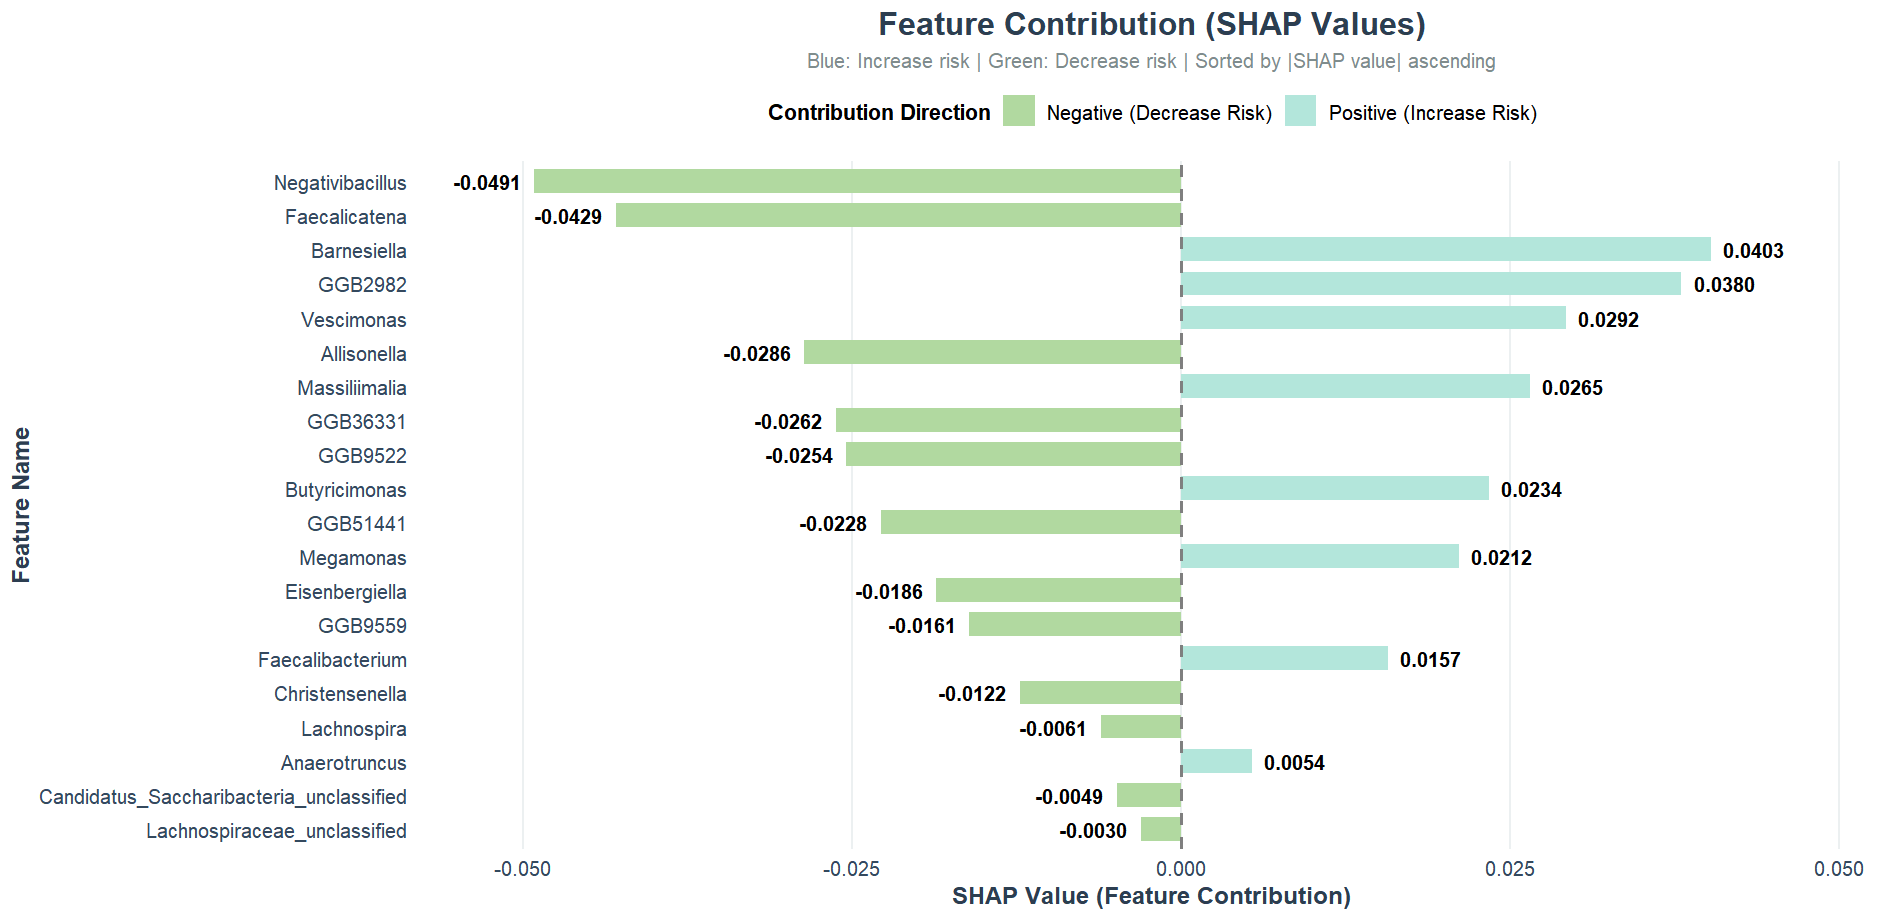 Feature Contribution (SHAP Values)
Blue: Increase risk | Green: Decrease risk | Sorted by |SHAP value| ascending
Contribution Direction Negative (Decrease Risk) Positive (Increase Risk)
Feature Name
Negativibacillus -0.0491
Faecalicatena -0.0429
Barnesiella 0.0403
GGB2982 0.0380
Vescimonas 0.0292
Allisonella -0.0286
Massiliimalia 0.0265
GGB36331 -0.0262
GGB9522 -0.0254
Butyricimonas 0.0234
GGB51441 -0.0228
Megamonas 0.0212
Eisenbergiella -0.0186
GGB9559 -0.0161
Faecalibacterium 0.0157
Christensenella -0.0122
Lachnospira -0.0061
Anaerotruncus 0.0054
Candidatus_Saccharibacteria_unclassified -0.0049
Lachnospiraceae_unclassified -0.0030
-0.050 -0.025 0.000 0.025 0.050
SHAP Value (Feature Contribution)